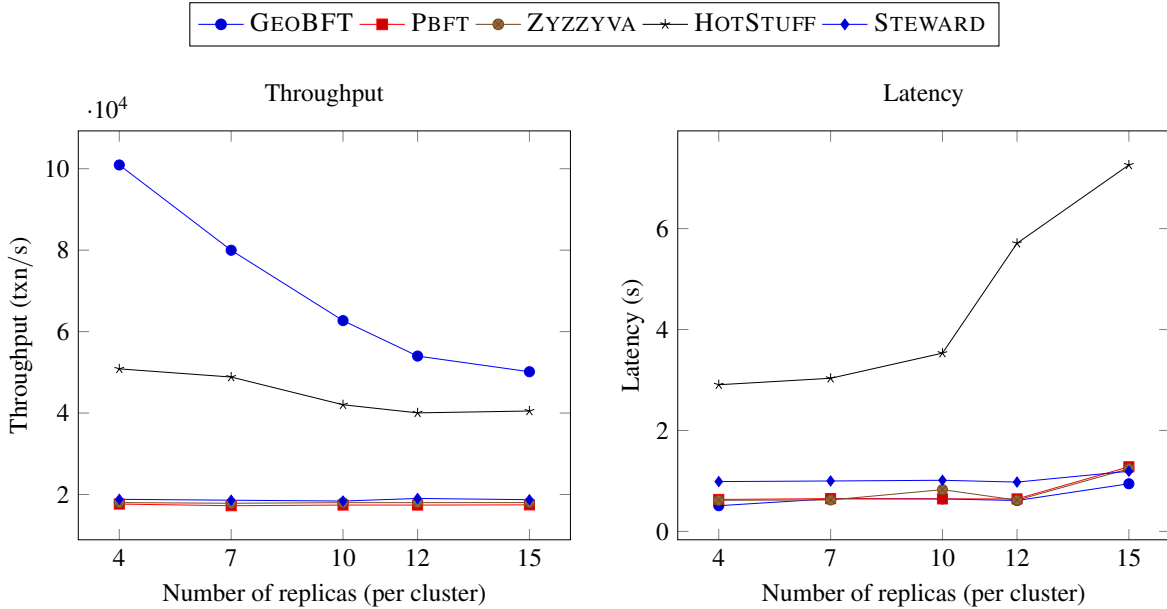 GEOBFT PBFT ZYZZYVA HOTSTUFF STEWARD
Throughput
·10⁴
10
8
6
4
2
4 7 10 12 15
Throughput (txn/s)
Number of replicas (per cluster)
Latency
6
4
2
0
4 7 10 12 15
Latency (s)
Number of replicas (per cluster)